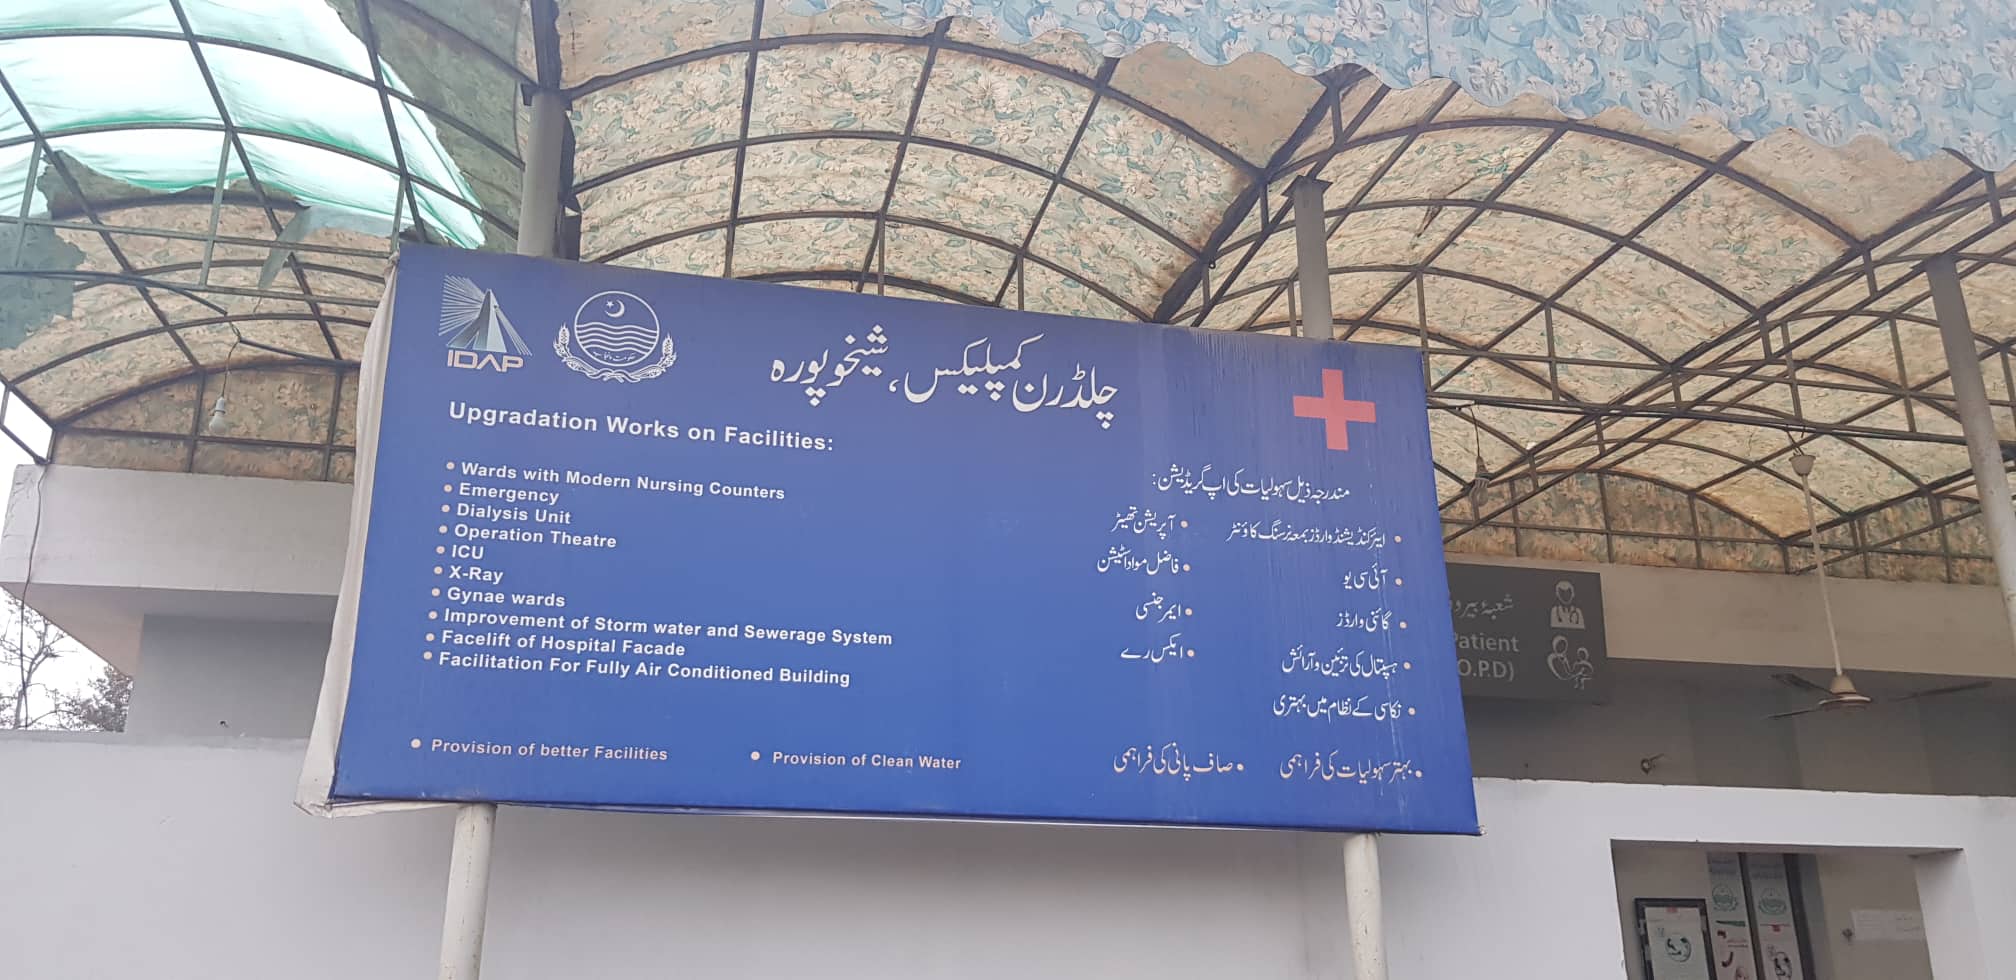 IDAP
چلڈرن کمپلیکس، شیخوپورہ
Upgradation Works on Facilities:
• Wards with Modern Nursing Counters
• Emergency
• Dialysis Unit
• Operation Theatre
• ICU
• X-Ray
• Gynae wards
• Improvement of Storm water and Sewerage System
• Facelift of Hospital Facade
• Facilitation For Fully Air Conditioned Building
• Provision of better Facilities
• Provision of Clean Water
مندرجہ ذیل سہولیات کی اپ گریڈیشن:
• ایئرکنڈیشنڈ وارڈز بمعہ نرسنگ کاؤنٹر
• آئی سی یو
• گائنی وارڈز
• ہسپتال کی تزئین و آرائش
• نکاسی کے نظام میں بہتری
• آپریشن تھیٹر
• فاضل مواد اسٹیشن
• ایمرجنسی
• ایکس رے
• بہتر سہولیات کی فراہمی
• صاف پانی کی فراہمی
شعبۂ بیرو
Patient
O.P.D)